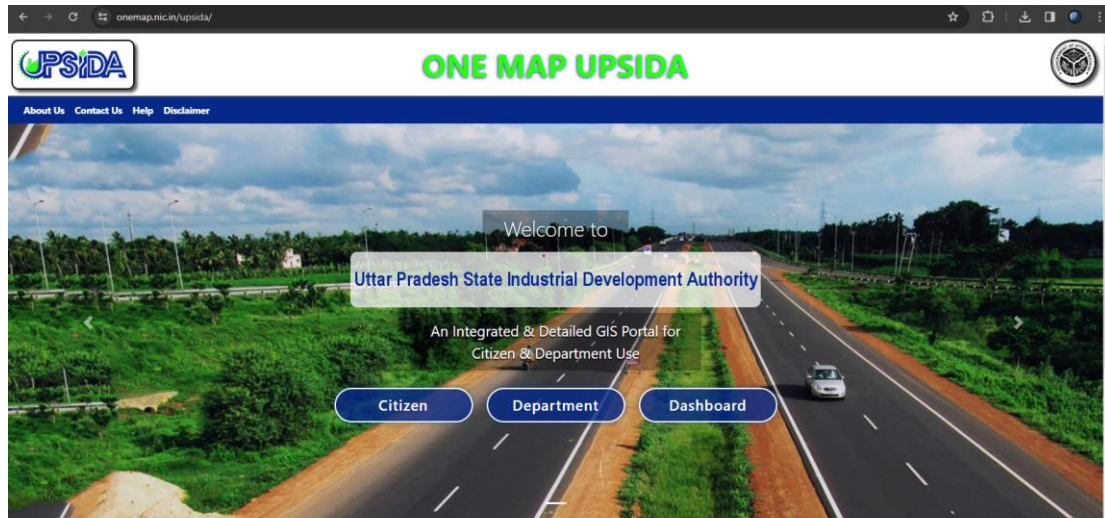 onemap.nic.in/upsida/
UPSIDA
ONE MAP UPSIDA
About Us Contact Us Help Disclaimer
Welcome to
Uttar Pradesh State Industrial Development Authority
An Integrated & Detailed GIS Portal for
Citizen & Department Use
Citizen Department Dashboard